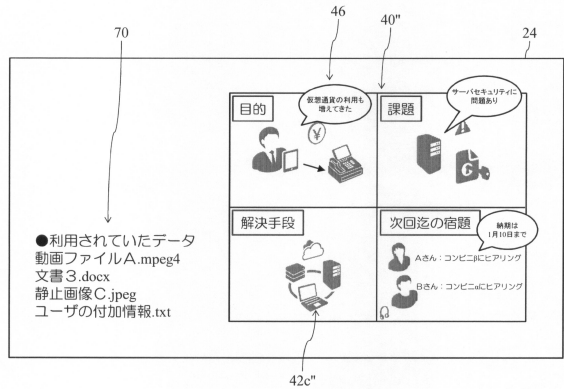 70
46
40"
24
目的
仮想通貨の利用も
増えてきた
¥
課題
サーバセキュリティに
問題あり
C
●利用されていたデータ
動画ファイルA.mpeg4
文書3.docx
静止画像C.jpeg
ユーザの付加情報.txt
解決手段
次回迄の宿題
納期は
1月10日まで
Aさん:コンビニβにヒアリング
Bさん:コンビニαにヒアリング
42c"